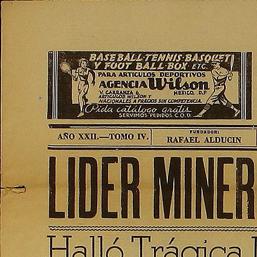 BASE BALL-TENNIS-BASQUET
Y FOOT BALL-BOX ETC.
PARA ARTICULOS DEPORTIVOS
AGENCIA Wilson
V. CARRANZA 6 MEXICO, D.F.
ARTICULOS WILSON Y
NACIONALES A PRECIOS SIN COMPETENCIA.
Pida catálogo gratis
SERVIMOS PEDIDOS C.O.D.
AÑO XXII.—TOMO IV.
FUNDADOR:
RAFAEL ALDUCIN
LIDER MINER
Halló Trágica